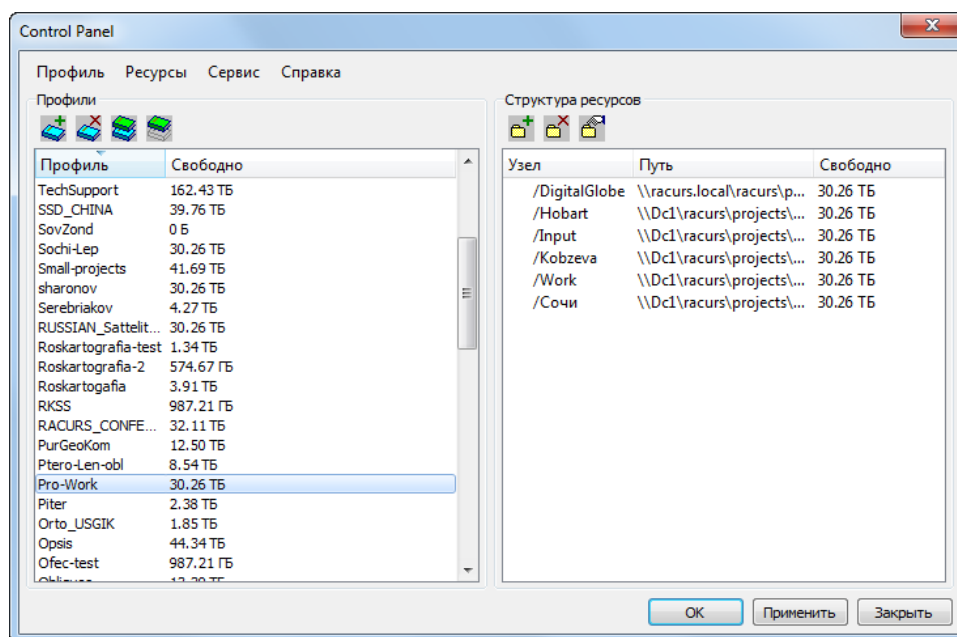 Control Panel
Профиль Ресурсы Сервис Справка
Профили
Профиль Свободно
TechSupport 162.43 ТБ
SSD_CHINA 39.76 ТБ
SovZond 0 Б
Sochi-Lep 30.26 ТБ
Small-projects 41.69 ТБ
sharonov 30.26 ТБ
Serebriakov 4.27 ТБ
RUSSIAN_Sattelit... 30.26 ТБ
Roskartografia-test 1.34 ТБ
Roskartografia-2 574.67 ГБ
Roskartogafia 3.91 ТБ
RKSS 987.21 ГБ
RACURS_CONFE... 32.11 ТБ
PurGeoKom 12.50 ТБ
Ptero-Len-obl 8.54 ТБ
Pro-Work 30.26 ТБ
Piter 2.38 ТБ
Orto_USGIK 1.85 ТБ
Opsis 44.34 ТБ
Ofec-test 987.21 ГБ
Структура ресурсов
Узел Путь Свободно
/DigitalGlobe \\racurs.local\racurs\p... 30.26 ТБ
/Hobart \\Dc1\racurs\projects\... 30.26 ТБ
/Input \\Dc1\racurs\projects\... 30.26 ТБ
/Kobzeva \\Dc1\racurs\projects\... 30.26 ТБ
/Work \\Dc1\racurs\projects\... 30.26 ТБ
/Сочи \\Dc1\racurs\projects\... 30.26 ТБ
OK Применить Закрыть